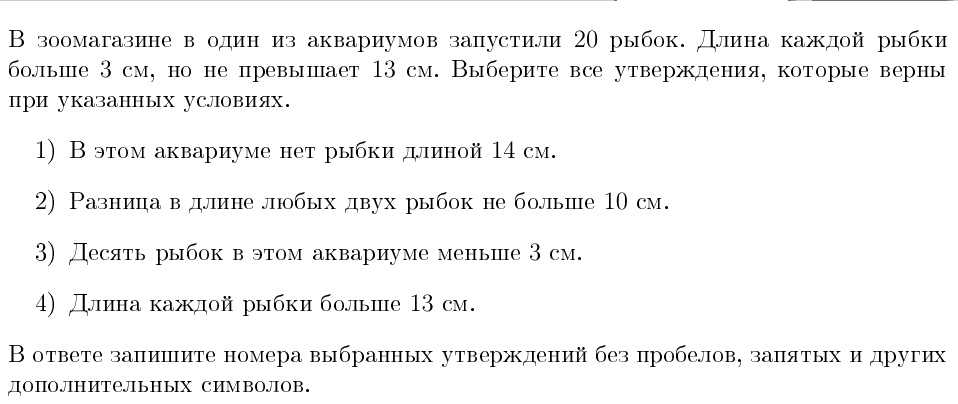 В зоомагазине в один из аквариумов запустили 20 рыбок. Длина каждой рыбки
больше 3 см, но не превышает 13 см. Выберите все утверждения, которые верны
при указанных условиях.
1) В этом аквариуме нет рыбки длиной 14 см.
2) Разница в длине любых двух рыбок не больше 10 см.
3) Десять рыбок в этом аквариуме меньше 3 см.
4) Длина каждой рыбки больше 13 см.
В ответе запишите номера выбранных утверждений без пробелов, запятых и других
дополнительных символов.